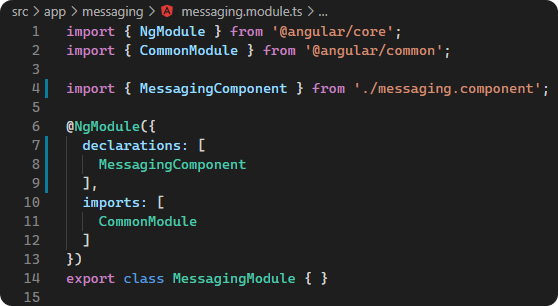 src > app > messaging > messaging.module.ts > ...
1 import { NgModule } from '@angular/core';
2 import { CommonModule } from '@angular/common';
3
4 import { MessagingComponent } from './messaging.component';
5
6 @NgModule({
7   declarations: [
8     MessagingComponent
9   ],
10   imports: [
11     CommonModule
12   ]
13 })
14 export class MessagingModule { }
15